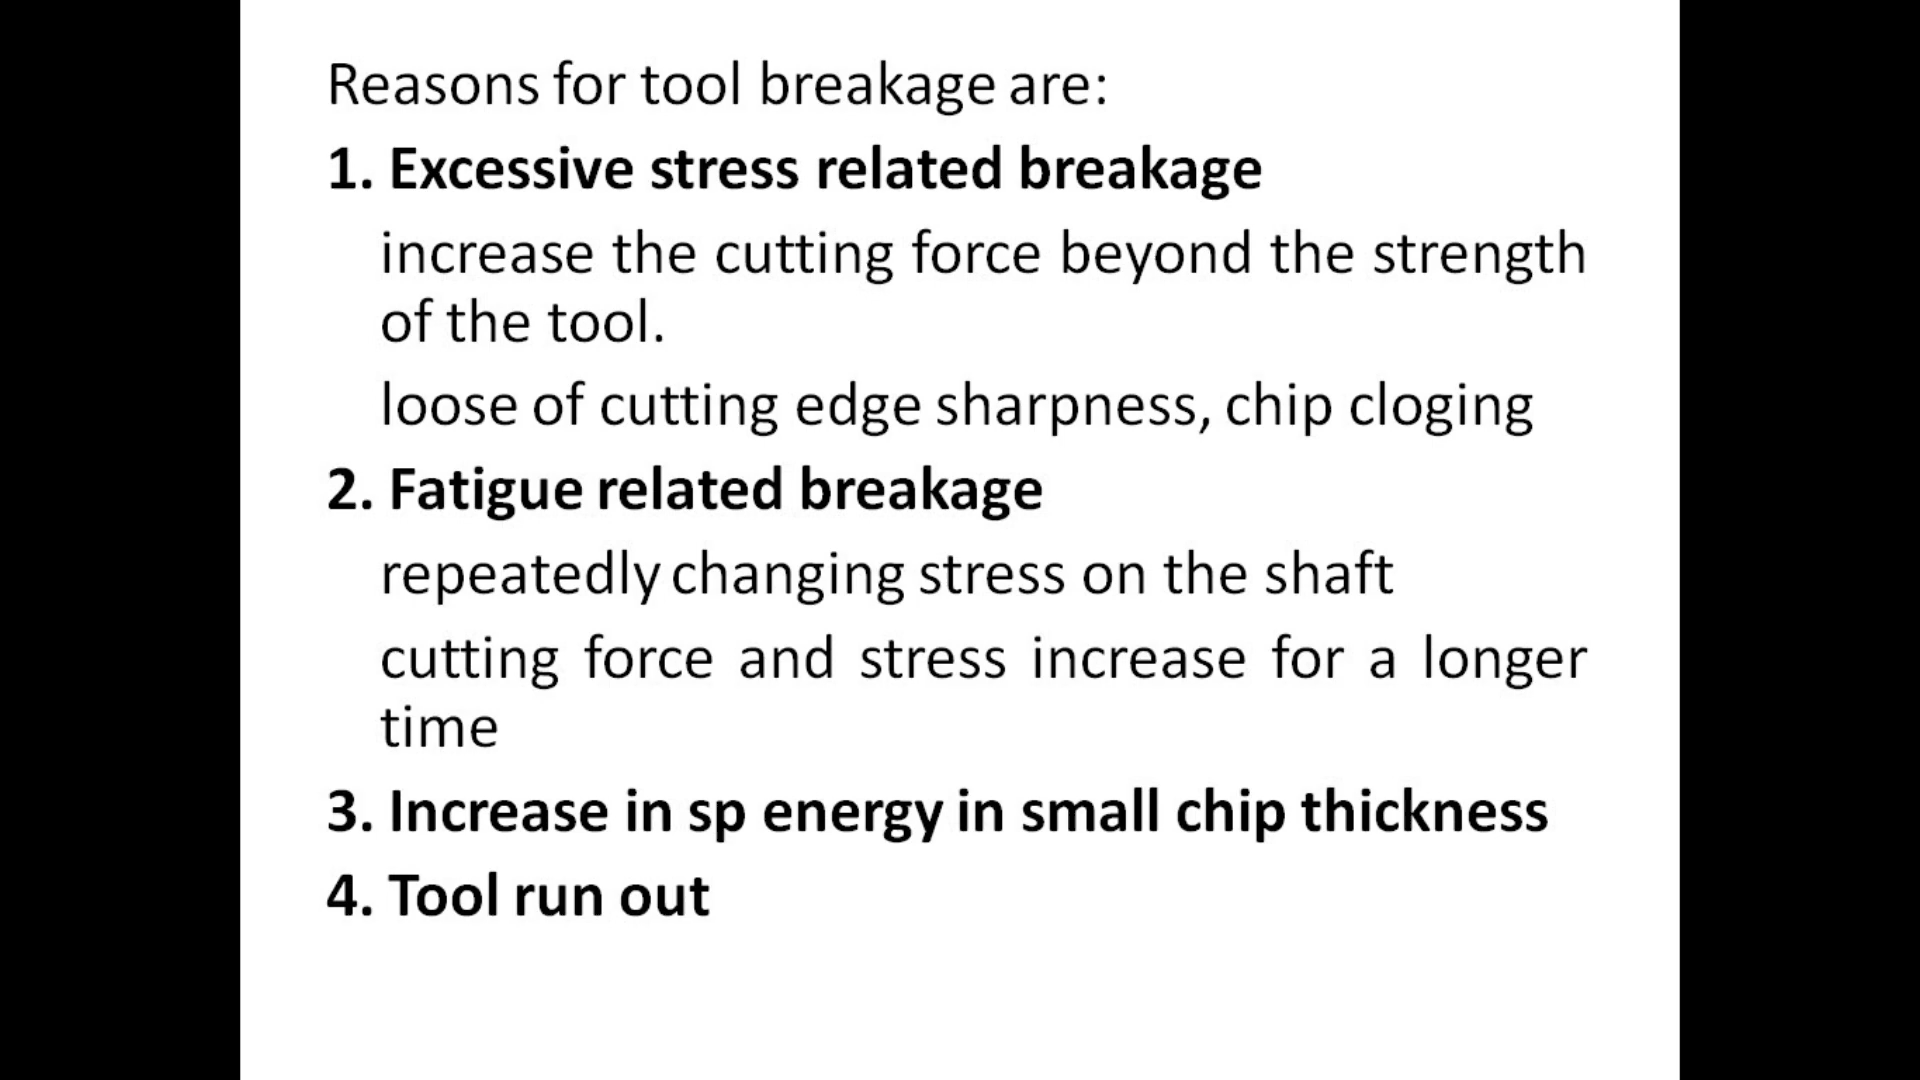 Reasons for tool breakage are:
1. Excessive stress related breakage
increase the cutting force beyond the strength
of the tool.
loose of cutting edge sharpness, chip cloging
2. Fatigue related breakage
repeatedly changing stress on the shaft
cutting force and stress increase for a longer
time
3. Increase in sp energy in small chip thickness
4. Tool run out